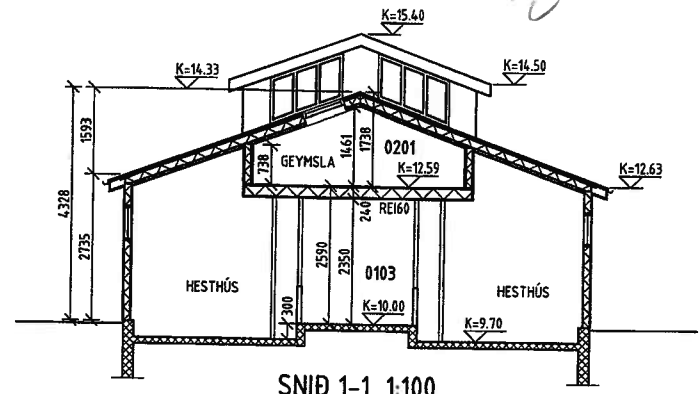 K=15.40
K=14.33
K=14.50
1593
738
GEYMSLA
1461
1738
0201
K=12.59
K=12.63
4328
2735
240
REI60
2590
2350
0103
HESTHÚS
HESTHÚS
300
K=10.00
K=9.70
SNIÐ 1-1 1:100